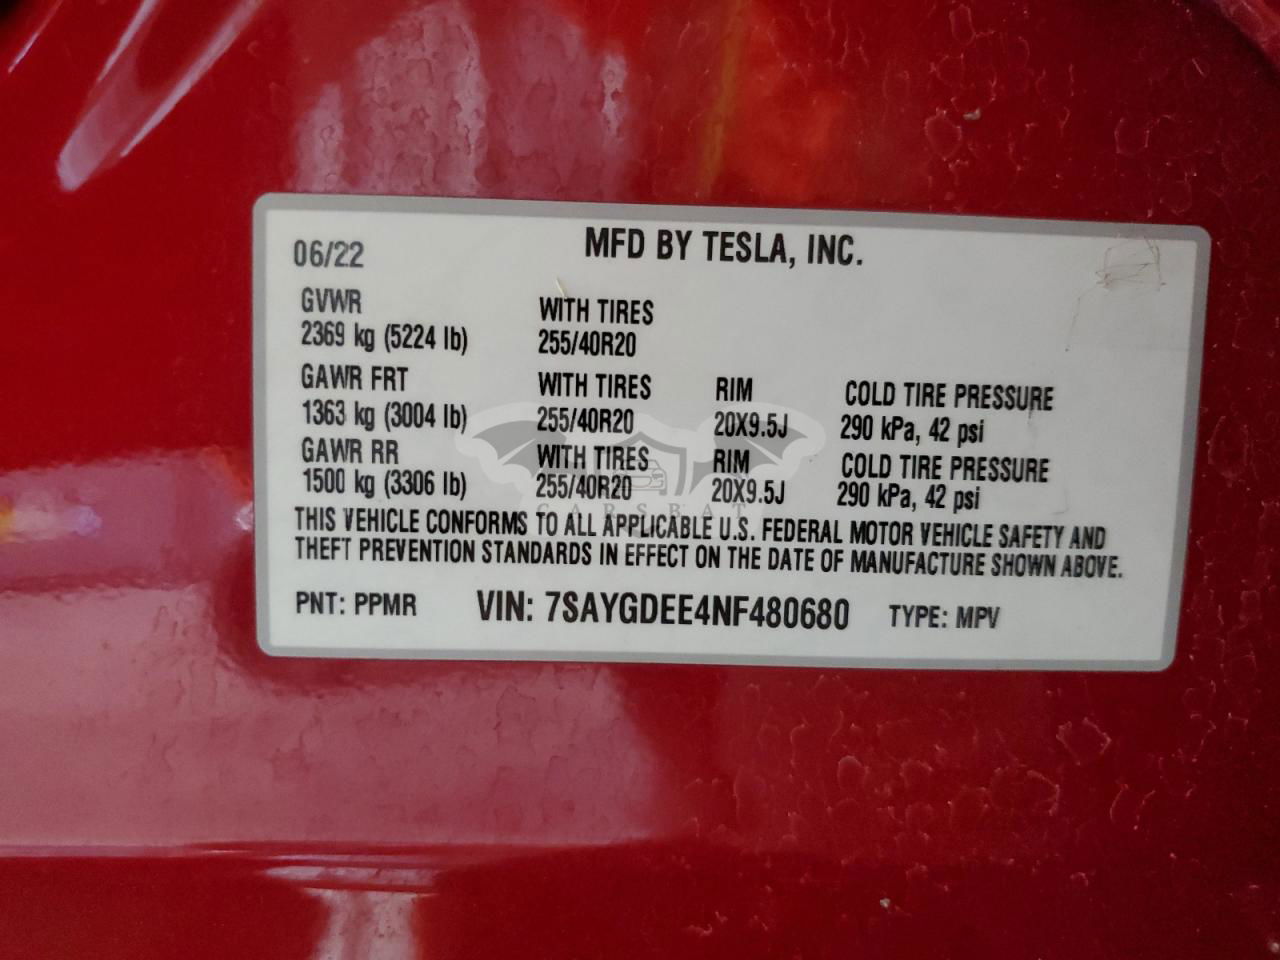 06/22 MFD BY TESLA, INC.
GVWR WITH TIRES
2369 kg (5224 lb) 255/40R20
GAWR FRT WITH TIRES RIM COLD TIRE PRESSURE
1363 kg (3004 lb) 255/40R20 20X9.5J 290 kPa, 42 psi
GAWR RR WITH TIRES RIM COLD TIRE PRESSURE
1500 kg (3306 lb) 255/40R20 20X9.5J 290 kPa, 42 psi
CARSBAT
THIS VEHICLE CONFORMS TO ALL APPLICABLE U.S. FEDERAL MOTOR VEHICLE SAFETY AND
THEFT PREVENTION STANDARDS IN EFFECT ON THE DATE OF MANUFACTURE SHOWN ABOVE.
PNT: PPMR VIN: 7SAYGDEE4NF480680 TYPE: MPV